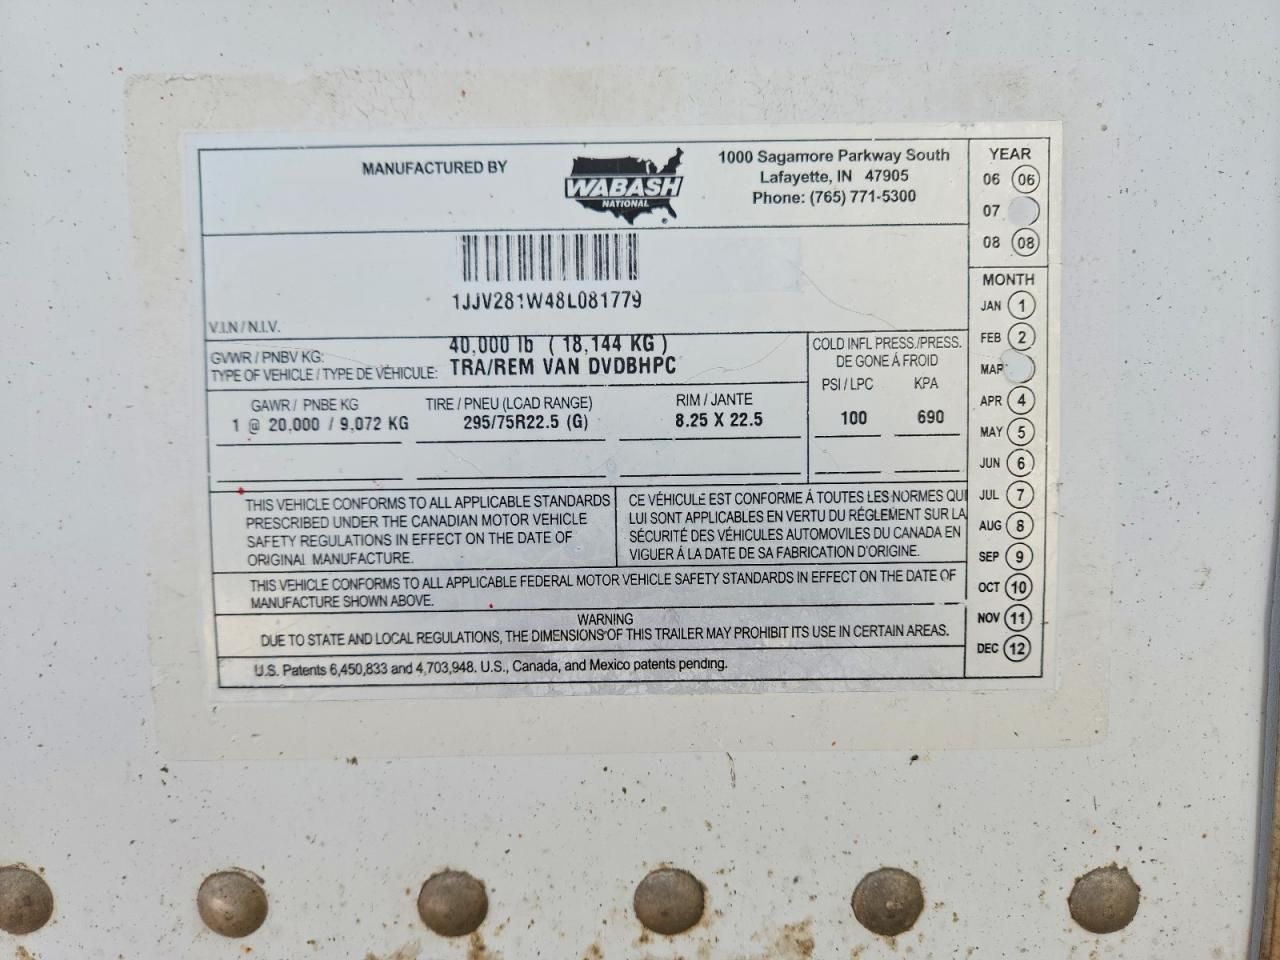 MANUFACTURED BY
WABASH
NATIONAL
1000 Sagamore Parkway South
Lafayette, IN 47905
Phone: (765) 771-5300
1JJV281W48L081779
V.I.N / N.I.V.
40,000 lb ( 18,144 KG )
GVWR / PNBV KG:
TYPE OF VEHICLE / TYPE DE VÉHICULE: TRA/REM VAN DVDBHPC
COLD INFL PRESS./PRESS.
DE GONE Á FROID
PSI / LPC KPA
GAWR / PNBE KG TIRE / PNEU (LOAD RANGE) RIM / JANTE
1 @ 20,000 / 9,072 KG 295/75R22.5 (G) 8.25 X 22.5 100 690
THIS VEHICLE CONFORMS TO ALL APPLICABLE STANDARDS
PRESCRIBED UNDER THE CANADIAN MOTOR VEHICLE
SAFETY REGULATIONS IN EFFECT ON THE DATE OF
ORIGINAL MANUFACTURE.
CE VÉHICULE EST CONFORME Á TOUTES LES NORMES QUI
LUI SONT APPLICABLES EN VERTU DU RÉGLEMENT SUR LA
SÉCURITÉ DES VÉHICULES AUTOMOVILES DU CANADA EN
VIGUER Á LA DATE DE SA FABRICATION D'ORIGINE.
THIS VEHICLE CONFORMS TO ALL APPLICABLE FEDERAL MOTOR VEHICLE SAFETY STANDARDS IN EFFECT ON THE DATE OF
MANUFACTURE SHOWN ABOVE.
WARNING
DUE TO STATE AND LOCAL REGULATIONS, THE DIMENSIONS OF THIS TRAILER MAY PROHIBIT ITS USE IN CERTAIN AREAS.
U.S. Patents 6,450,833 and 4,703,948. U.S., Canada, and Mexico patents pending.
YEAR
06 06
07
08 08
MONTH
JAN 1
FEB 2
MAR
APR 4
MAY 5
JUN 6
JUL 7
AUG 8
SEP 9
OCT 10
NOV 11
DEC 12